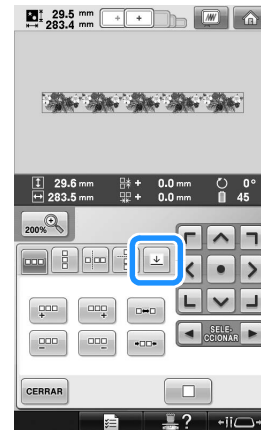 29.5 mm
283.4 mm
29.6 mm + 0.0 mm 0°
283.5 mm + 0.0 mm 45
200%
SELE-
CCIONAR
CERRAR
?